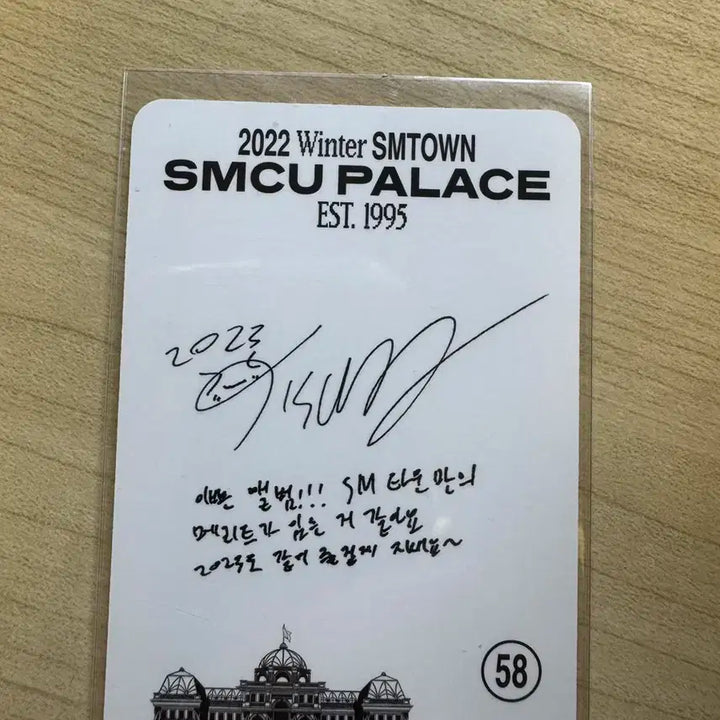 2022 Winter SMTOWN
SMCU PALACE
EST. 1995
2023
이쁜 앨범!!! SM 타운만의
메리트가 있는 거 같아요
2023도 같이 즐겁게 지내요~
58